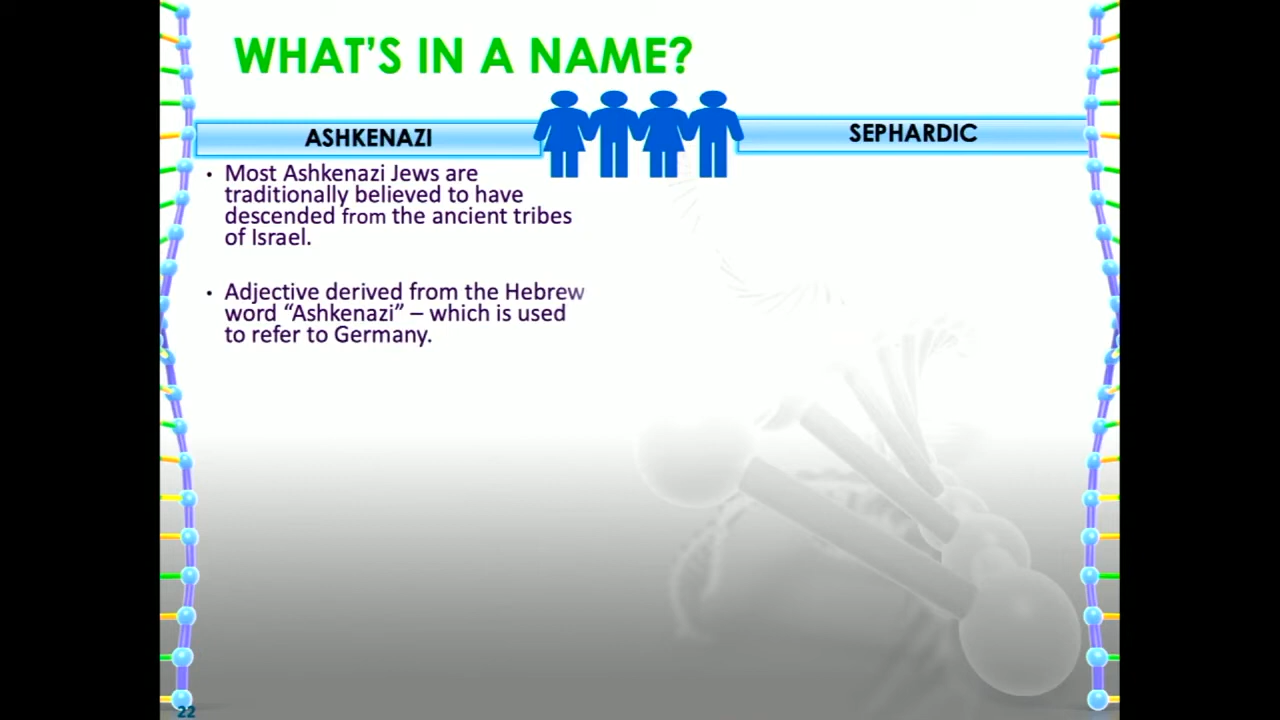 WHAT'S IN A NAME?
ASHKENAZI
SEPHARDIC
• Most Ashkenazi Jews are
traditionally believed to have
descended from the ancient tribes
of Israel.
• Adjective derived from the Hebrew
word “Ashkenazi” – which is used
to refer to Germany.
22